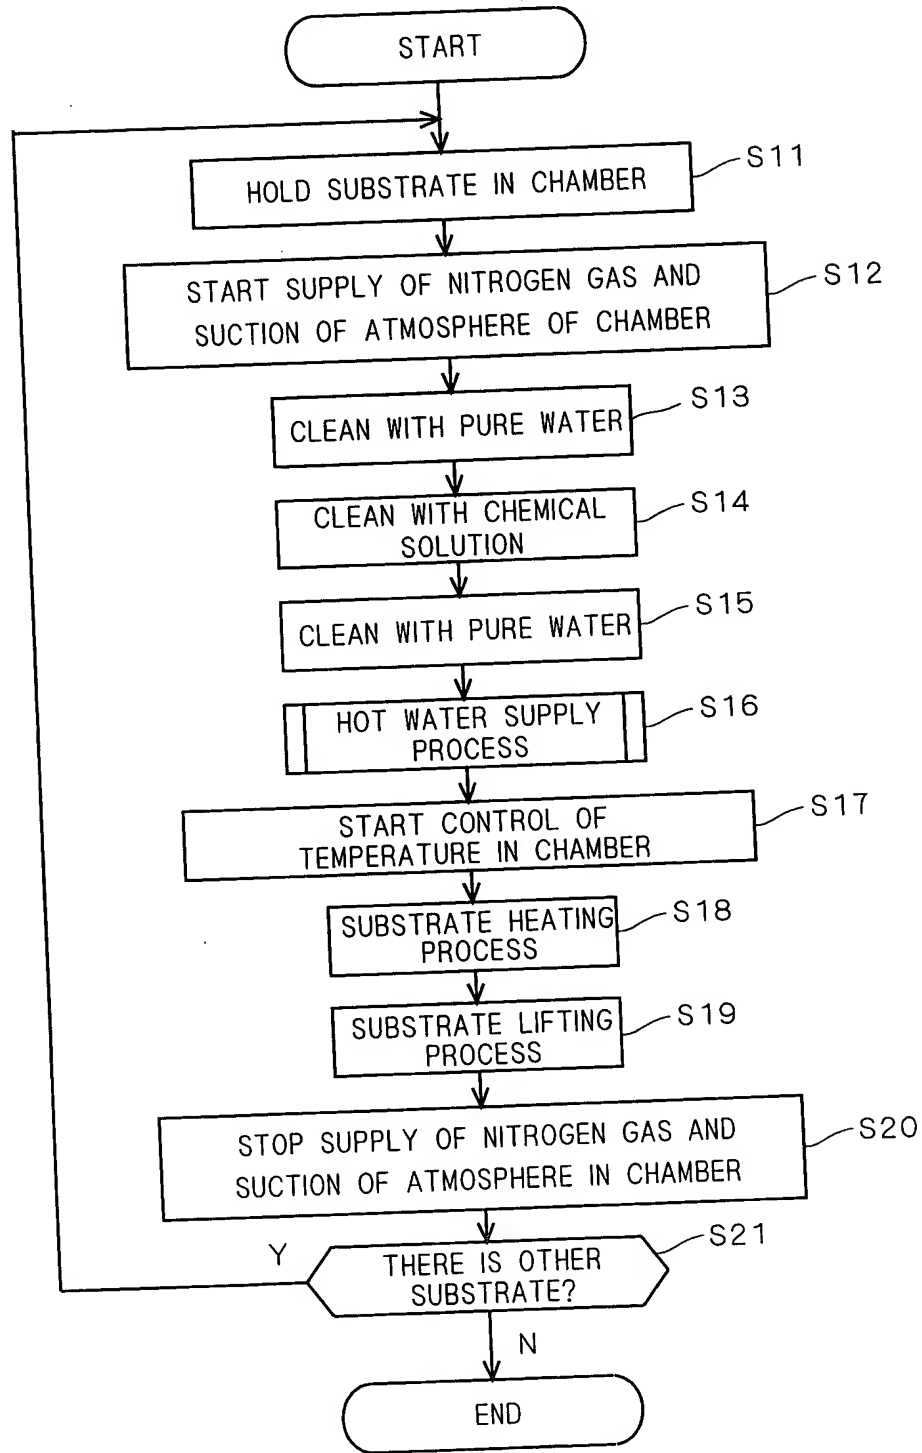 START
HOLD SUBSTRATE IN CHAMBER
S11
START SUPPLY OF NITROGEN GAS AND
SUCTION OF ATMOSPHERE OF CHAMBER
S12
CLEAN WITH PURE WATER
S13
CLEAN WITH CHEMICAL
SOLUTION
S14
CLEAN WITH PURE WATER
S15
HOT WATER SUPPLY
PROCESS
S16
START CONTROL OF
TEMPERATURE IN CHAMBER
S17
SUBSTRATE HEATING
PROCESS
S18
SUBSTRATE LIFTING
PROCESS
S19
STOP SUPPLY OF NITROGEN GAS AND
SUCTION OF ATMOSPHERE IN CHAMBER
S20
Y
THERE IS OTHER
SUBSTRATE?
S21
N
END